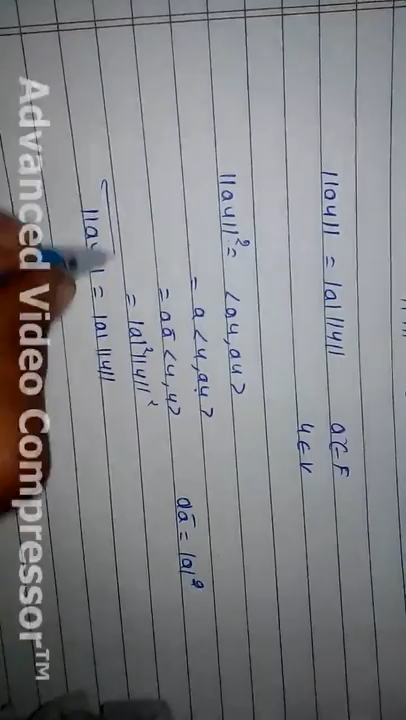 ||au|| = |a| ||u|| a ∈ F
u ∈ V
||au||² = <au, au>
= a <u, au>
= aā <u, u> aā = |a|²
= |a|² ||u||²
||au|| = |a| ||u||
Advanced Video Compressor™